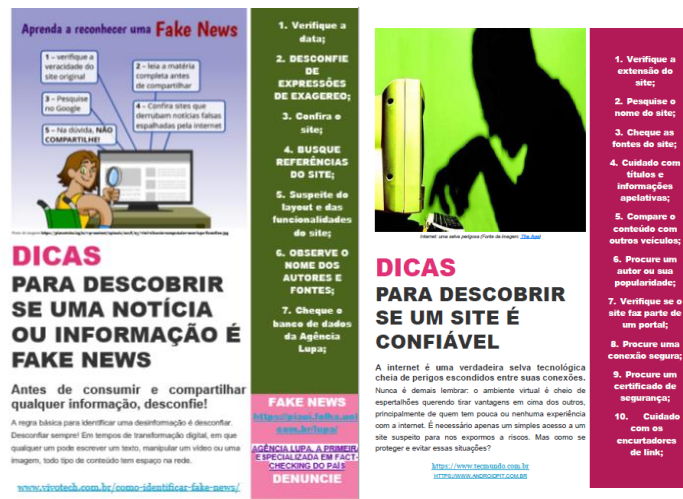 Aprenda a reconhecer uma Fake News
1 – verifique a
veracidade do
site original
2 – leia a matéria
completa antes
de compartilhar
3 – Pesquise
no Google
4 – Confira sites que
derrubam notícias falsas
espalhadas pela internet
5 – Na dúvida, NÃO
COMPARTILHE!
DICAS
PARA DESCOBRIR
SE UMA NOTÍCIA
OU INFORMAÇÃO É
FAKE NEWS
Antes de consumir e compartilhar
qualquer informação, desconfie!
A regra básica para identificar uma desinformação é desconfiar.
Desconfiar sempre! Em tempos de transformação digital, em que
qualquer um pode escrever um texto, manipular um vídeo ou uma
imagem, todo tipo de conteúdo tem espaço na rede.
www.vivotech.com.br/como-identificar-fake-news/
1. Verifique a
data;
2. DESCONFIE
DE
EXPRESSÕES
DE EXAGEREO;
3. Confira o
site;
4. BUSQUE
REFERÊNCIAS
DO SITE;
5. Suspeite do
layout e das
funcionalidades
do site;
6. OBSERVE O
NOME DOS
AUTORES E
FONTES;
7. Cheque o
banco de dados
da Agência
Lupa;
FAKE NEWS
https://piaui.folha.uol
.com.br/lupa/
AGÊNCIA LUPA, A PRIMEIRA
ESPECIALIZADA EM FACT-
CHECKING DO PAÍS
DENUNCIE
Internet: uma selva perigosa (Fonte da imagem: The Age)
DICAS
PARA DESCOBRIR
SE UM SITE É
CONFIÁVEL
A internet é uma verdadeira selva tecnológica
cheia de perigos escondidos entre suas conexões.
Nunca é demais lembrar: o ambiente virtual é cheio de
espertalhões querendo tirar vantagens em cima dos outros,
principalmente de quem tem pouca ou nenhuma experiência
com a internet. É necessário apenas um simples acesso a um
site suspeito para nos expormos a riscos. Mas como se
proteger e evitar essas situações?
https://www.tecmundo.com.br
HTTPS://WWW.ANDROIDPIT.COM.BR
1. Verifique a
extensão do
site;
2. Pesquise o
nome do site;
3. Cheque as
fontes do site;
4. Cuidado com
títulos e
informações
apelativas;
5. Compare o
conteúdo com
outros veículos;
6. Procure um
autor ou sua
popularidade;
7. Verifique se o
site faz parte de
um portal;
8. Procure uma
conexão segura;
9. Procure um
certificado de
segurança;
10. Cuidado
com os
encurtadores
de link;